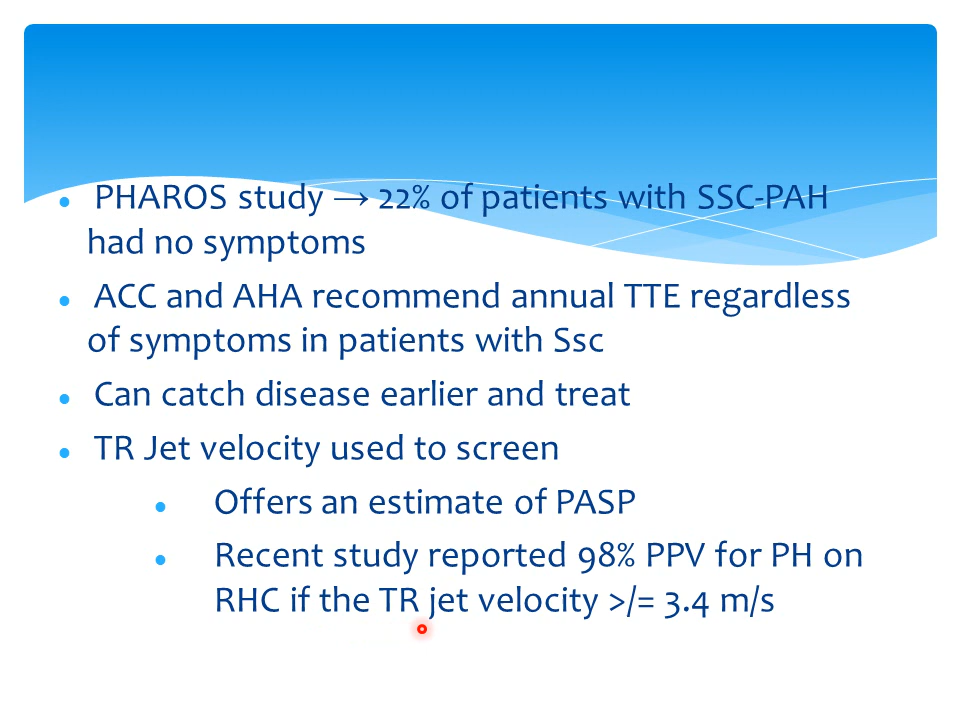 PHAROS study → 22% of patients with SSC-PAH
had no symptoms
ACC and AHA recommend annual TTE regardless
of symptoms in patients with Ssc
Can catch disease earlier and treat
TR Jet velocity used to screen
Offers an estimate of PASP
Recent study reported 98% PPV for PH on
RHC if the TR jet velocity >/= 3.4 m/s